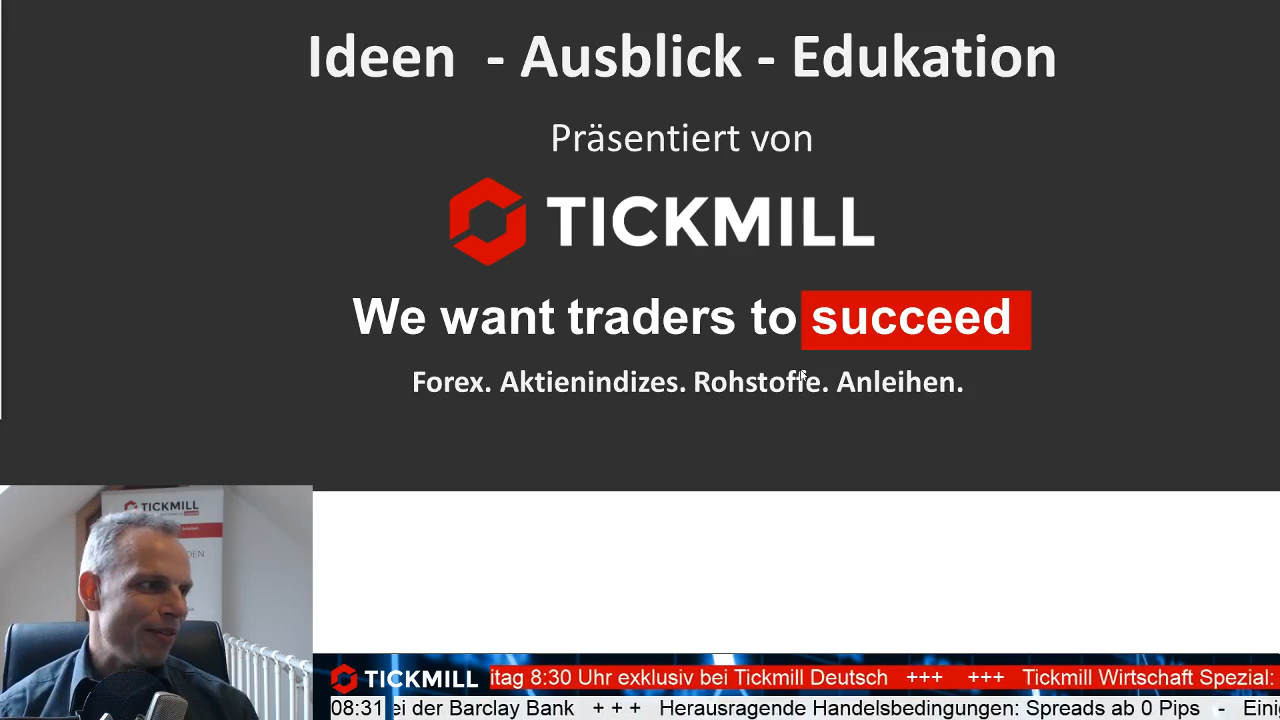 Ideen - Ausblick - Edukation
Präsentiert von
TICKMILL
We want traders to succeed
Forex. Aktienindizes. Rohstoffe. Anleihen.
TICKMILL
TICKMILL itag 8:30 Uhr exklusiv bei Tickmill Deutsch +++ +++ Tickmill Wirtschaft Spezial:
08:31 ei der Barclay Bank + + + Herausragende Handelsbedingungen: Spreads ab 0 Pips - Einig